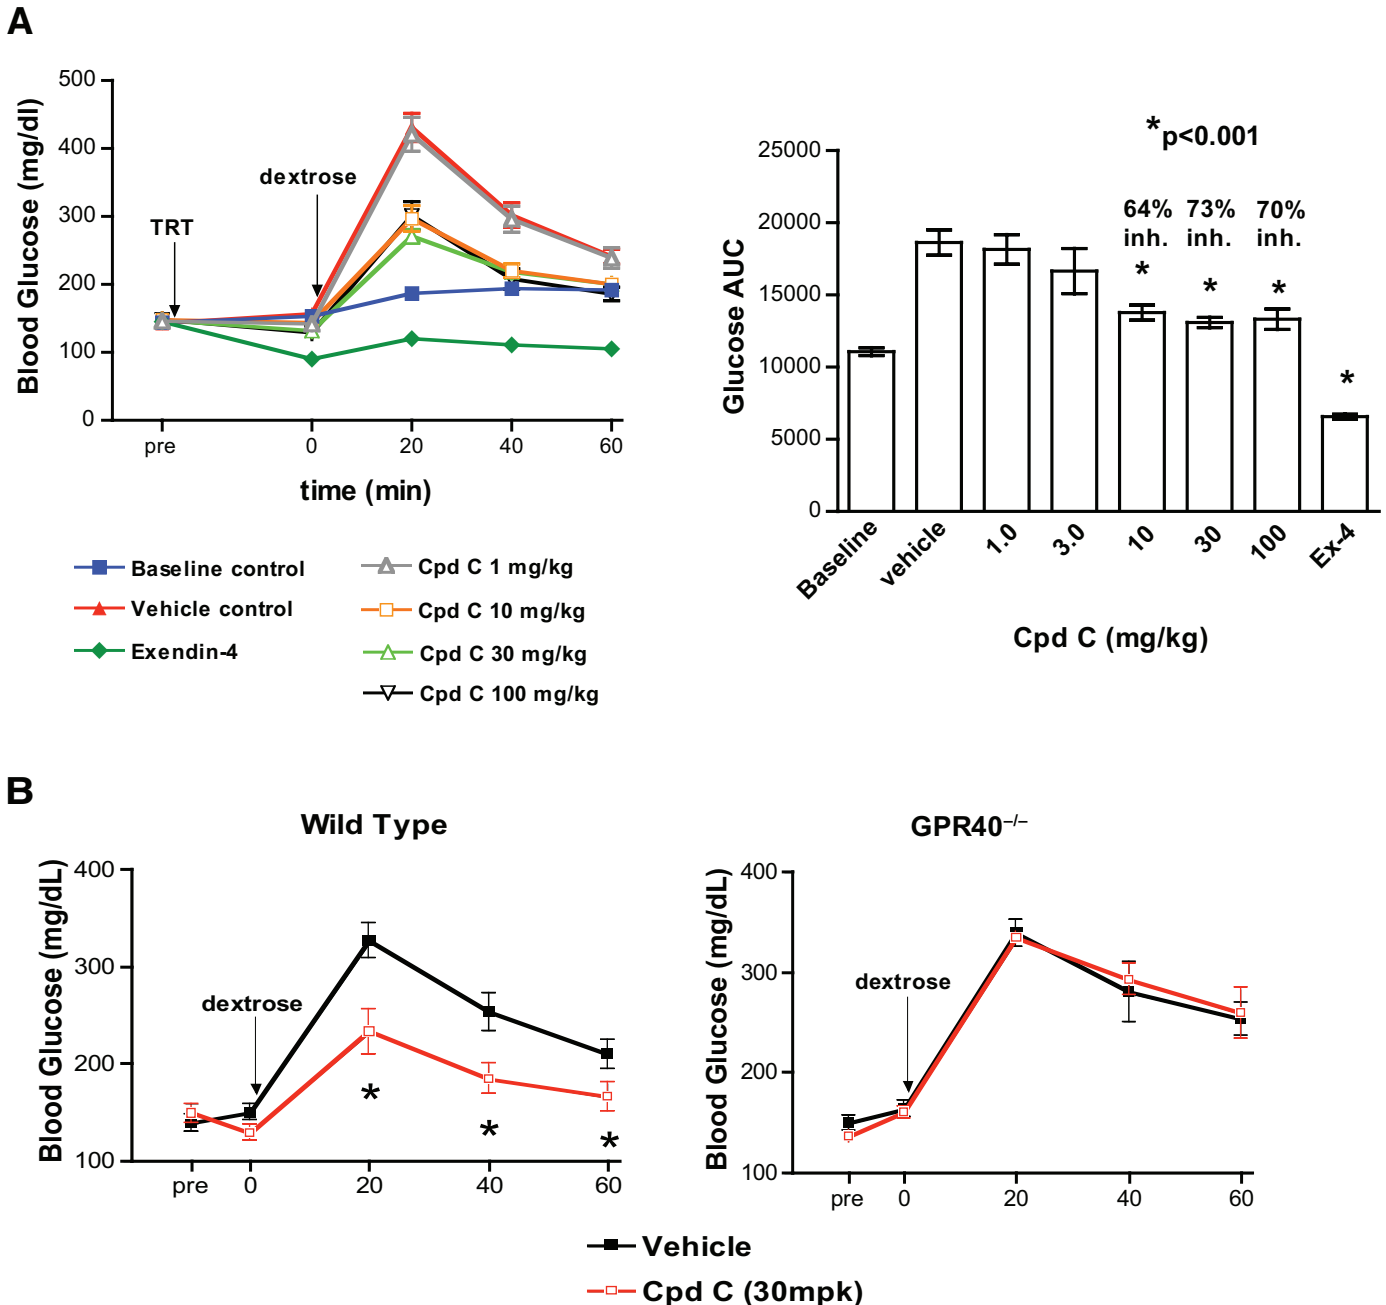 A
500
400
300
200
100
0
Blood Glucose (mg/dl)
TRT
dextrose
pre
0
20
40
60
time (min)
Baseline control
Vehicle control
Exendin-4
Cpd C 1 mg/kg
Cpd C 10 mg/kg
Cpd C 30 mg/kg
Cpd C 100 mg/kg
*p<0.001
25000
20000
15000
10000
5000
0
Glucose AUC
64%
inh.
*
73%
inh.
*
70%
inh.
*
*
Baseline
vehicle
1.0
3.0
10
30
100
Ex-4
Cpd C (mg/kg)
B
Wild Type
400
300
200
100
Blood Glucose (mg/dL)
dextrose
*
*
*
pre
0
20
40
60
GPR40–/–
400
300
200
100
Blood Glucose (mg/dL)
dextrose
pre
0
20
40
60
Vehicle
Cpd C (30mpk)